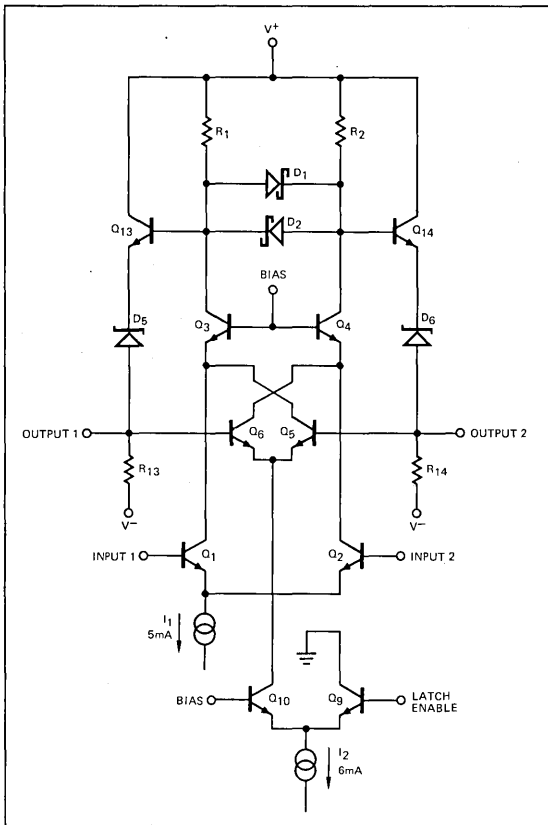 V+
R1
R2
D1
D2
Q13
Q14
BIAS
D5
Q3
Q4
D6
OUTPUT 1
Q6
Q5
OUTPUT 2
R13
R14
V−
V−
INPUT 1
Q1
Q2
INPUT 2
I1
5mA
BIAS
Q10
Q9
LATCH
ENABLE
I2
6mA